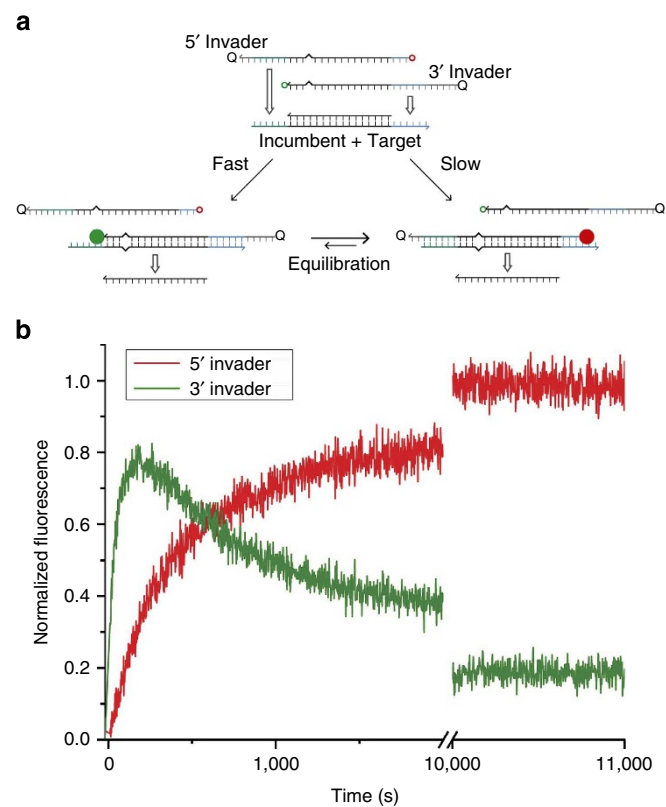 a
5′ Invader
Q
3′ Invader
Q
Incumbent + Target
Fast
Slow
Q
Q
Q
Q
Equilibration
b
5′ invader
3′ invader
Normalized fluorescence
1.0
0.8
0.6
0.4
0.2
0.0
0
1,000
10,000
11,000
Time (s)